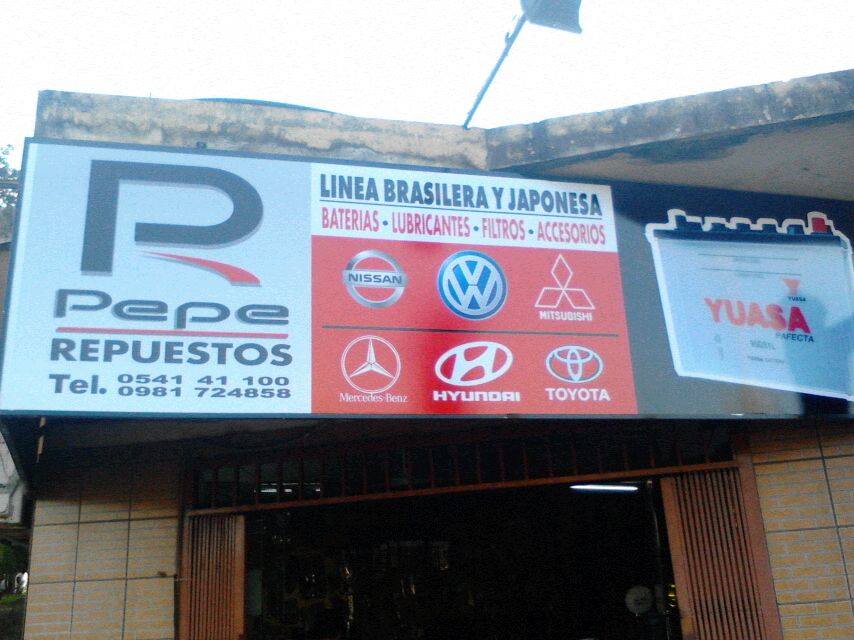 Pepe
REPUESTOS
Tel. 0541 41 100
0981 724858
LINEA BRASILERA Y JAPONESA
BATERIAS • LUBRICANTES • FILTROS • ACCESORIOS
NISSAN
MITSUBISHI
Mercedes-Benz
HYUNDAI
TOYOTA
YUASA
YUASA
PAFECTA